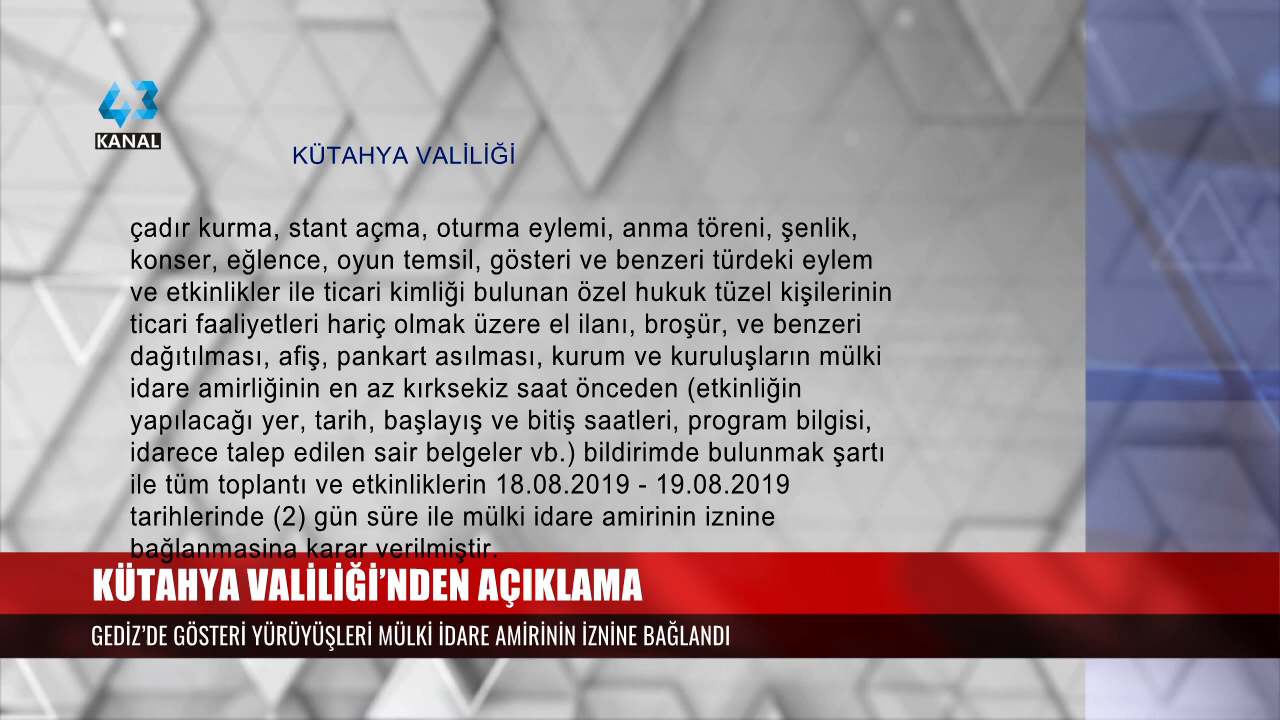 43
KANAL
KÜTAHYA VALİLİĞİ
çadır kurma, stant açma, oturma eylemi, anma töreni, şenlik,
konser, eğlence, oyun temsil, gösteri ve benzeri türdeki eylem
ve etkinlikler ile ticari kimliği bulunan özel hukuk tüzel kişilerinin
ticari faaliyetleri hariç olmak üzere el ilanı, broşür, ve benzeri
dağıtılması, afiş, pankart asılması, kurum ve kuruluşların mülki
idare amirliğinin en az kırksekiz saat önceden (etkinliğin
yapılacağı yer, tarih, başlayış ve bitiş saatleri, program bilgisi,
idarece talep edilen sair belgeler vb.) bildirimde bulunmak şartı
ile tüm toplantı ve etkinliklerin 18.08.2019 - 19.08.2019
tarihlerinde (2) gün süre ile mülki idare amirinin iznine
bağlanmasina karar verilmiştir.
KÜTAHYA VALİLİĞİ’NDEN AÇIKLAMA
GEDİZ’DE GÖSTERİ YÜRÜYÜŞLERİ MÜLKİ İDARE AMİRİNİN İZNİNE BAĞLANDI